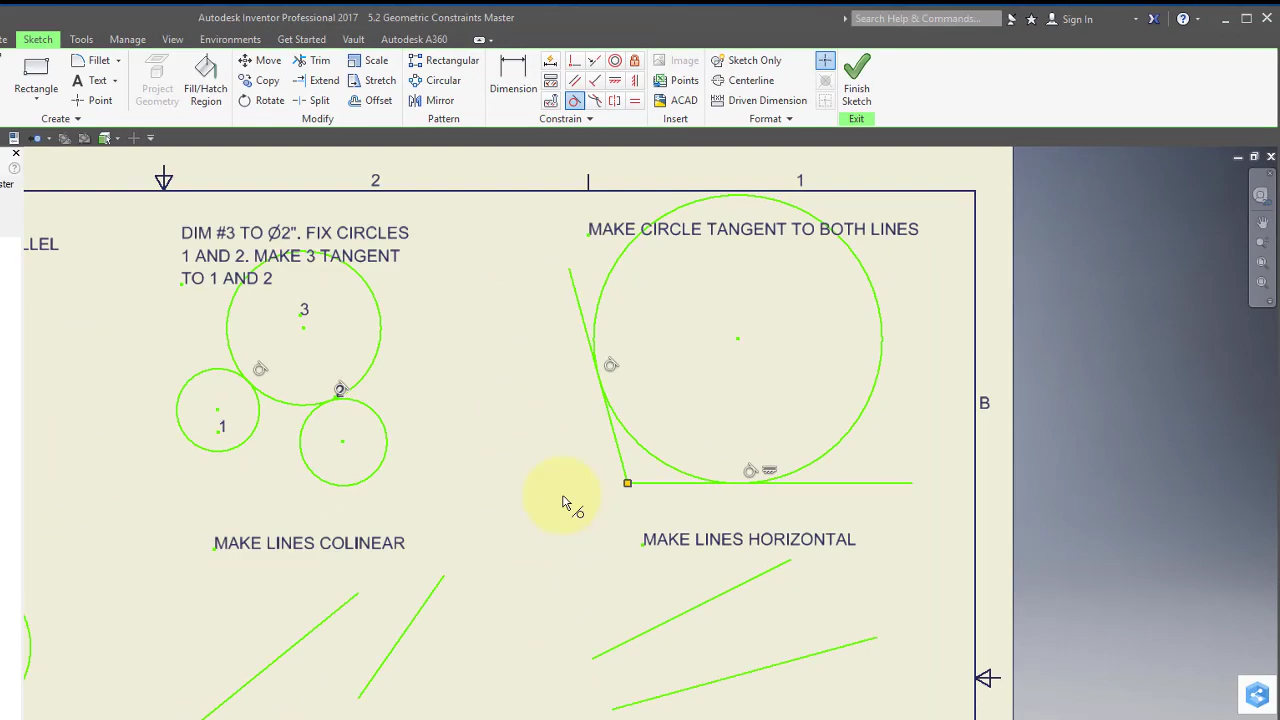 Autodesk Inventor Professional 2017 5.2 Geometric Constraints Master
Search Help & Commands...
Sign In
Sketch Tools Manage View Environments Get Started Vault Autodesk A360
Rectangle
Fillet
Text
Point
Create
Project Geometry
Fill/Hatch Region
Move
Copy
Rotate
Trim
Extend
Split
Scale
Stretch
Offset
Modify
Rectangular
Circular
Mirror
Pattern
Dimension
Constrain
Image
Points
ACAD
Insert
Sketch Only
Centerline
Driven Dimension
Format
Finish Sketch
Exit
2
1
LLEL
DIM #3 TO Ø2". FIX CIRCLES
1 AND 2. MAKE 3 TANGENT
TO 1 AND 2
3
2
1
MAKE CIRCLE TANGENT TO BOTH LINES
B
MAKE LINES COLINEAR
MAKE LINES HORIZONTAL